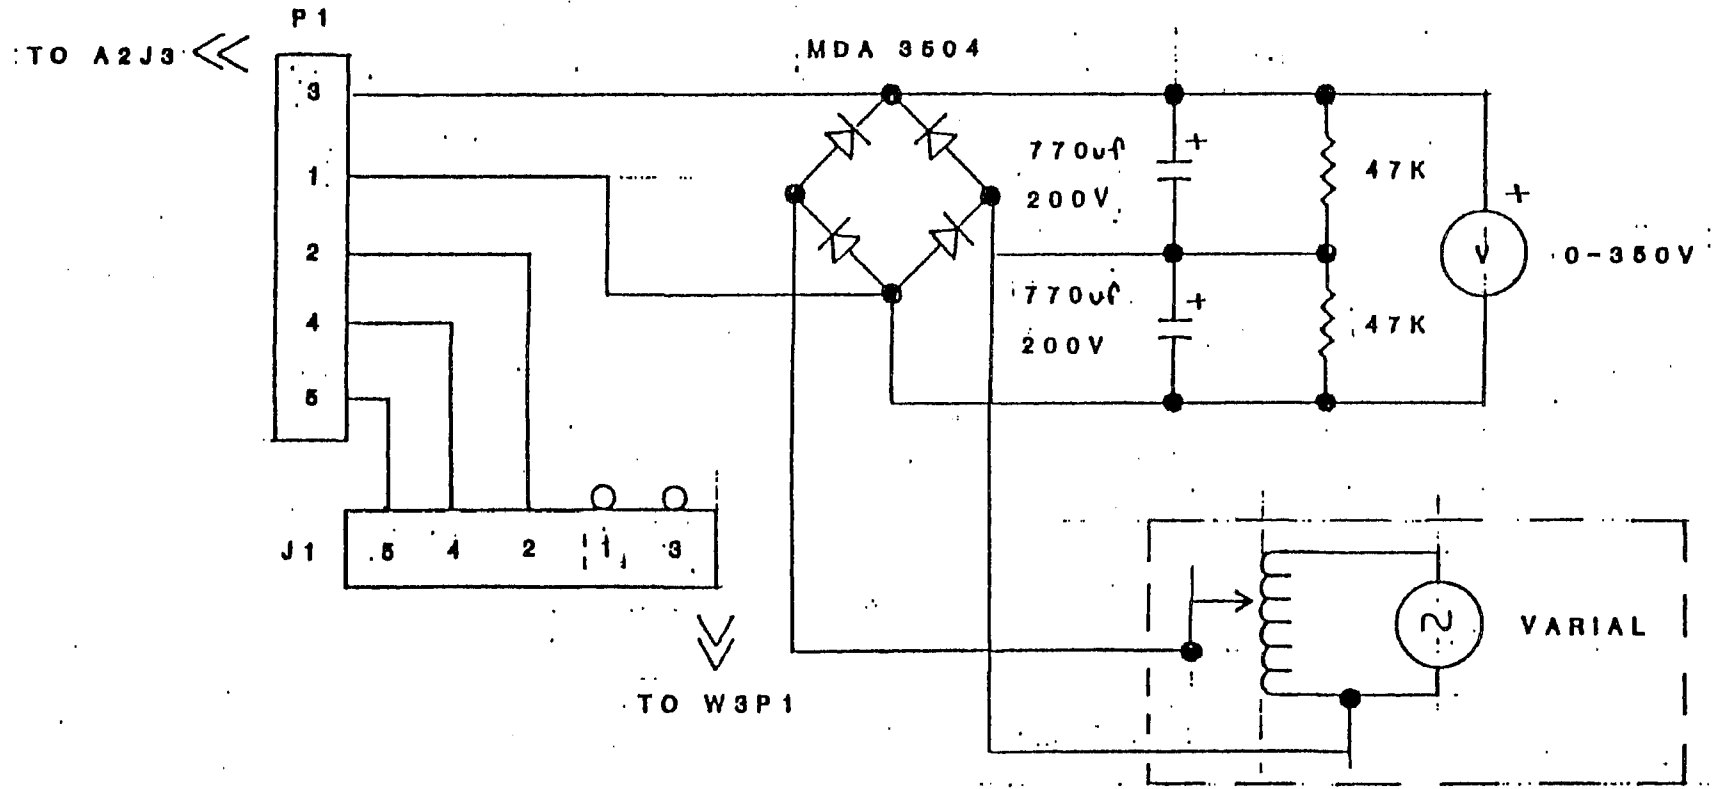 P1
TO A2J3
MDA 3504
3
1
2
4
5
770uf
200V
+
47K
+
V
0-350V
770uf
200V
+
47K
J1
5 4 2 1 3
TO W3P1
VARIAL